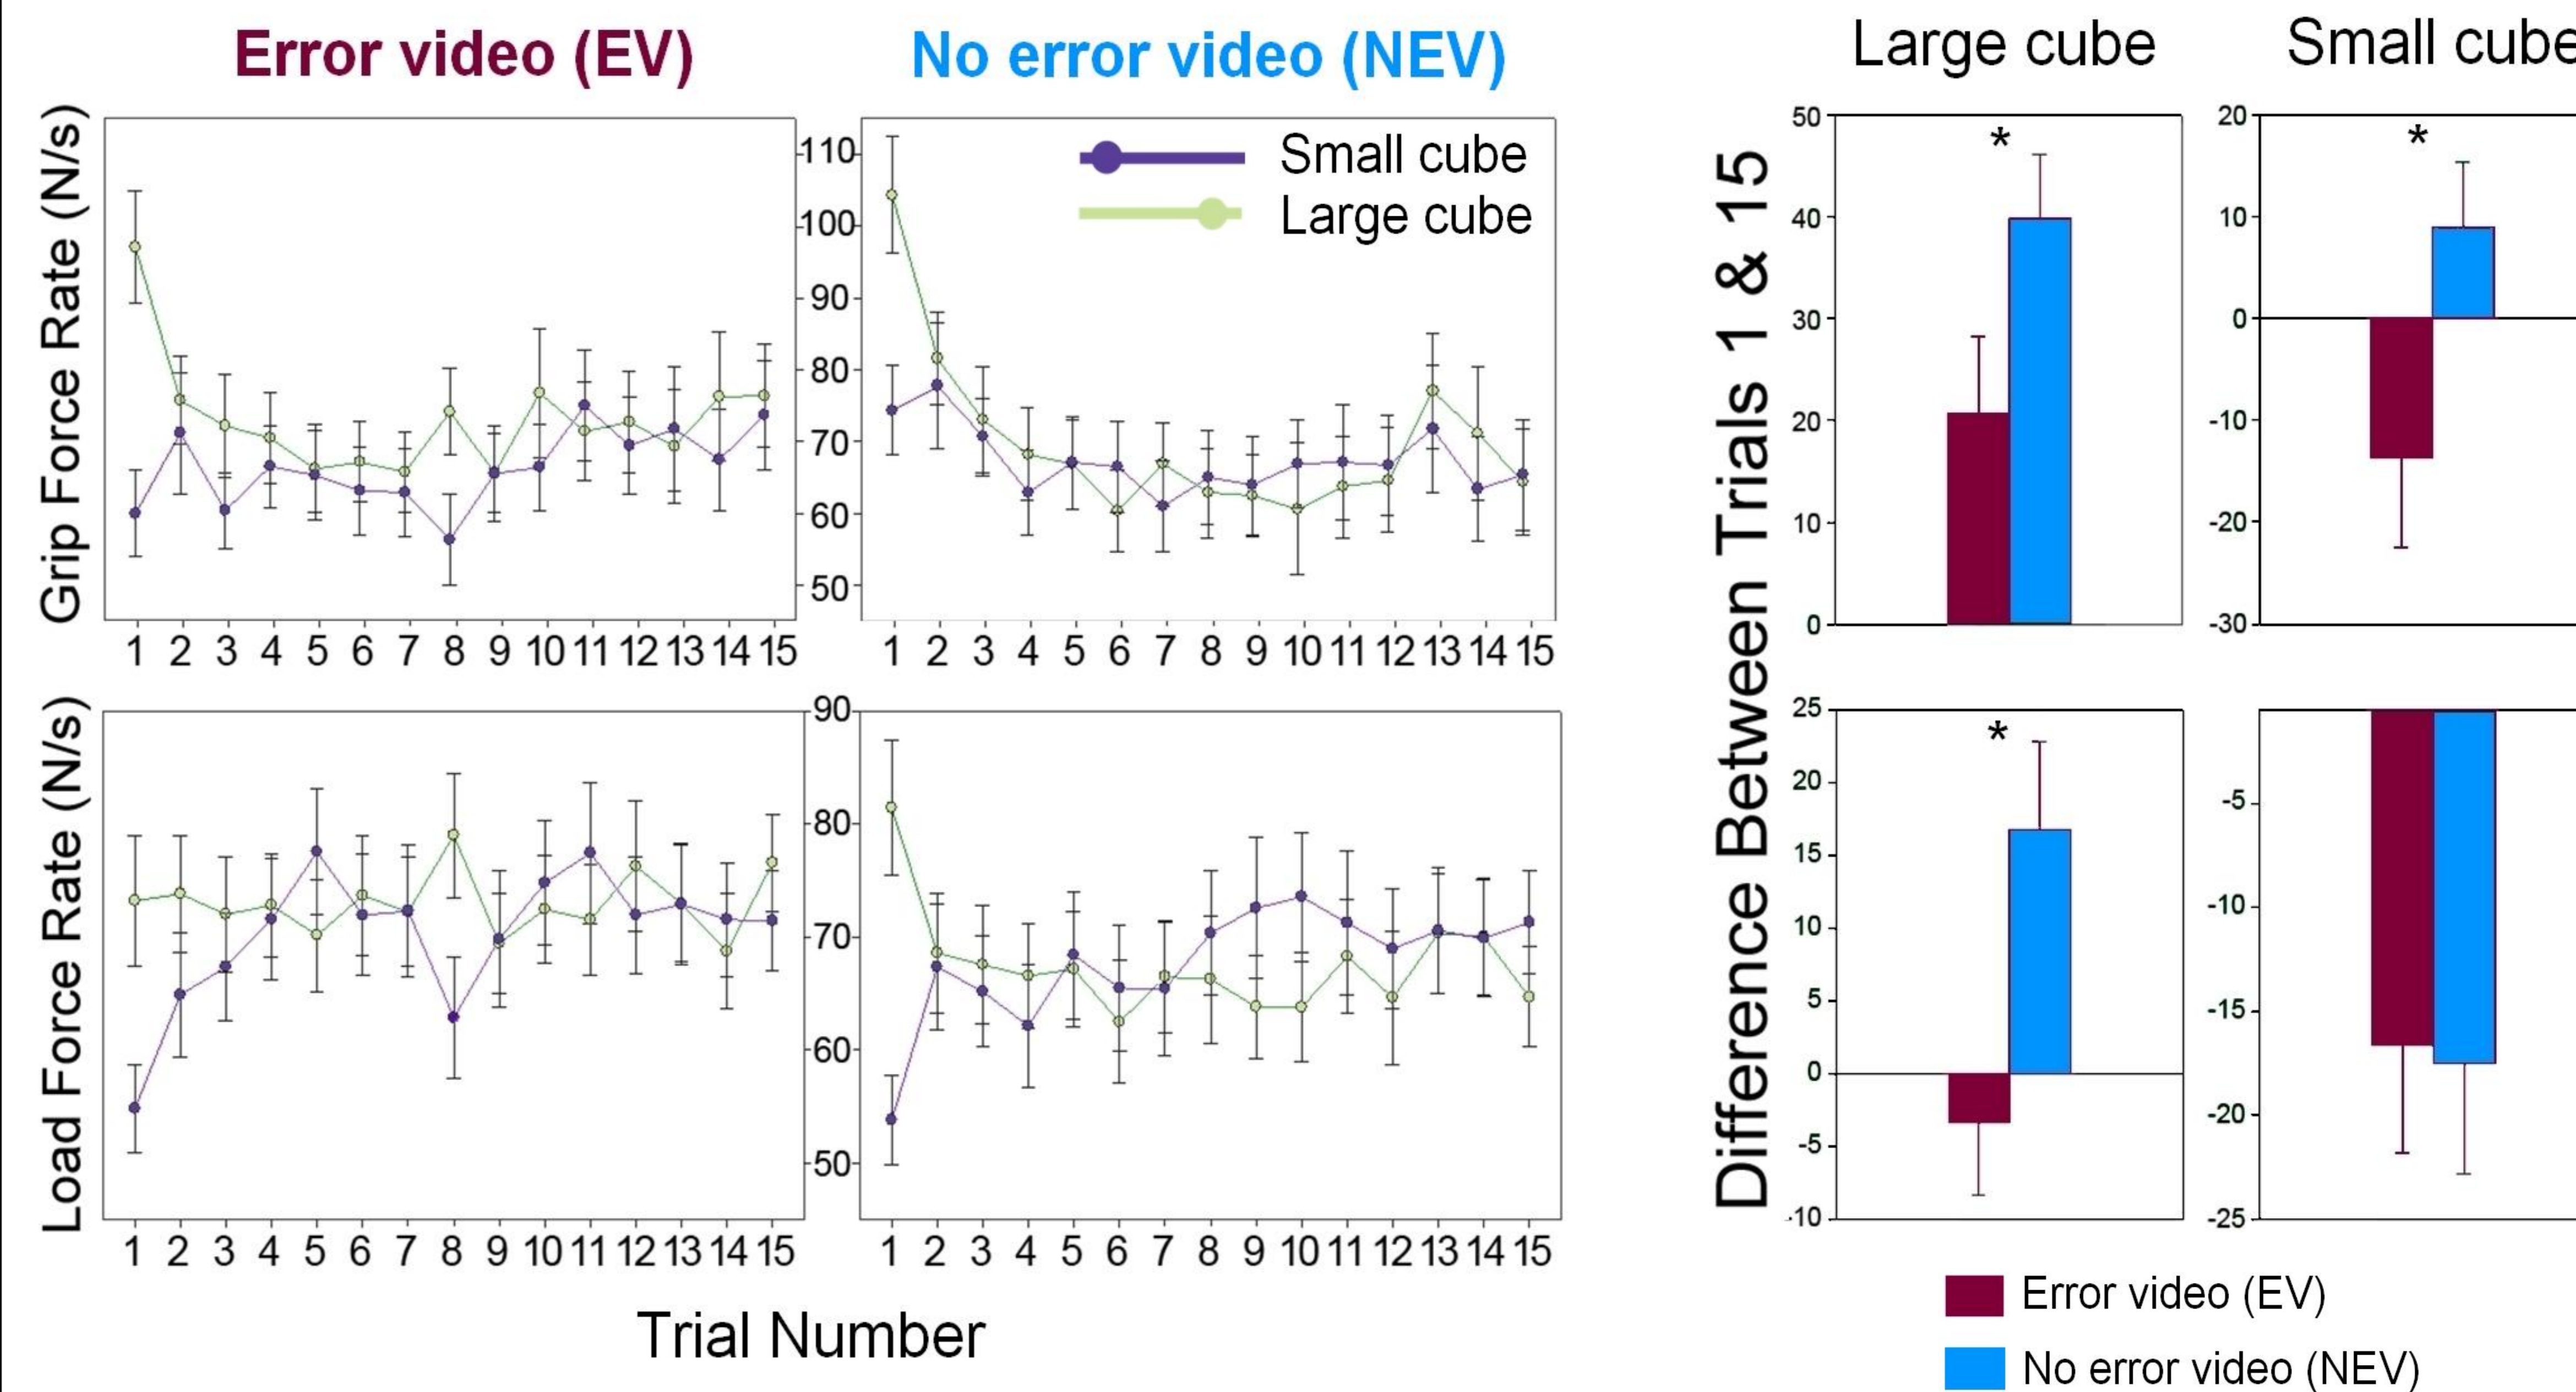 Error video (EV)
No error video (NEV)
Large cube
Small cube
Grip Force Rate (N/s)
110
100
90
80
70
60
50
Small cube
Large cube
1 2 3 4 5 6 7 8 9 10 11 12 13 14 15
1 2 3 4 5 6 7 8 9 10 11 12 13 14 15
Load Force Rate (N/s)
90
80
70
60
50
1 2 3 4 5 6 7 8 9 10 11 12 13 14 15
1 2 3 4 5 6 7 8 9 10 11 12 13 14 15
Trial Number
Difference Between Trials 1 & 15
50
40
30
20
10
0
*
20
10
0
-10
-20
-30
*
25
20
15
10
5
0
-5
-10
*
-5
-10
-15
-20
-25
Error video (EV)
No error video (NEV)